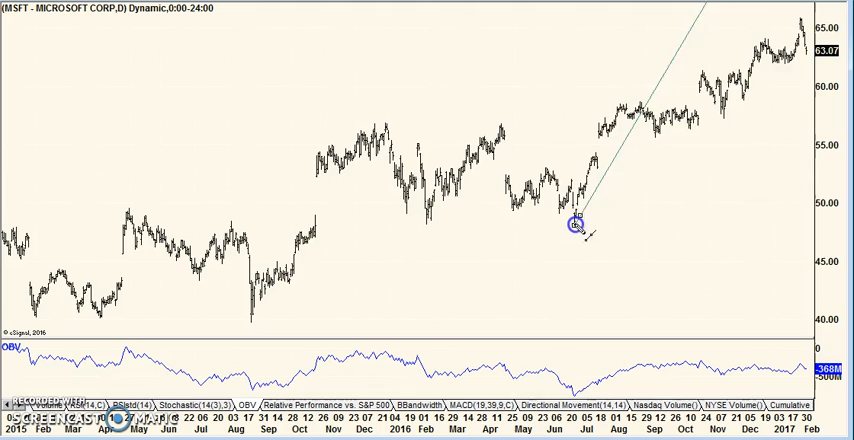 (MSFT - MICROSOFT CORP,D) Dynamic,0:00-24:00
65.00
63.07
60.00
55.00
50.00
45.00
40.00
© eSignal, 2016
OBV
0
-368M
-500M
Volume RSI(14,C) PSIstd(14) Stochastic(14(3),3) OBV Relative Performance vs. S&P 500 BBandwidth MACD(19,39,9,C) Directional Movement(14,14) Nasdaq Volume() NYSE Volume() Cumulative
RECORDED WITH
SCREENCAST MATIC
2015 Feb Mar Apr May Jun Jul Aug Sep Oct Nov Dec 2016 Feb Mar Apr May Jun Jul Aug Sep Oct Nov Dec 2017 Feb